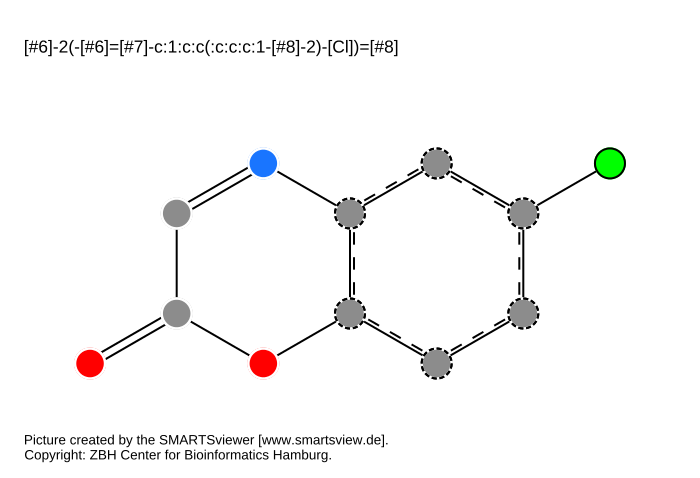 [#6]-2(-[#6]=[#7]-c:1:c:c(:c:c:c:1-[#8]-2)-[Cl])=[#8]
Picture created by the SMARTSviewer [www.smartsview.de].
Copyright: ZBH Center for Bioinformatics Hamburg.